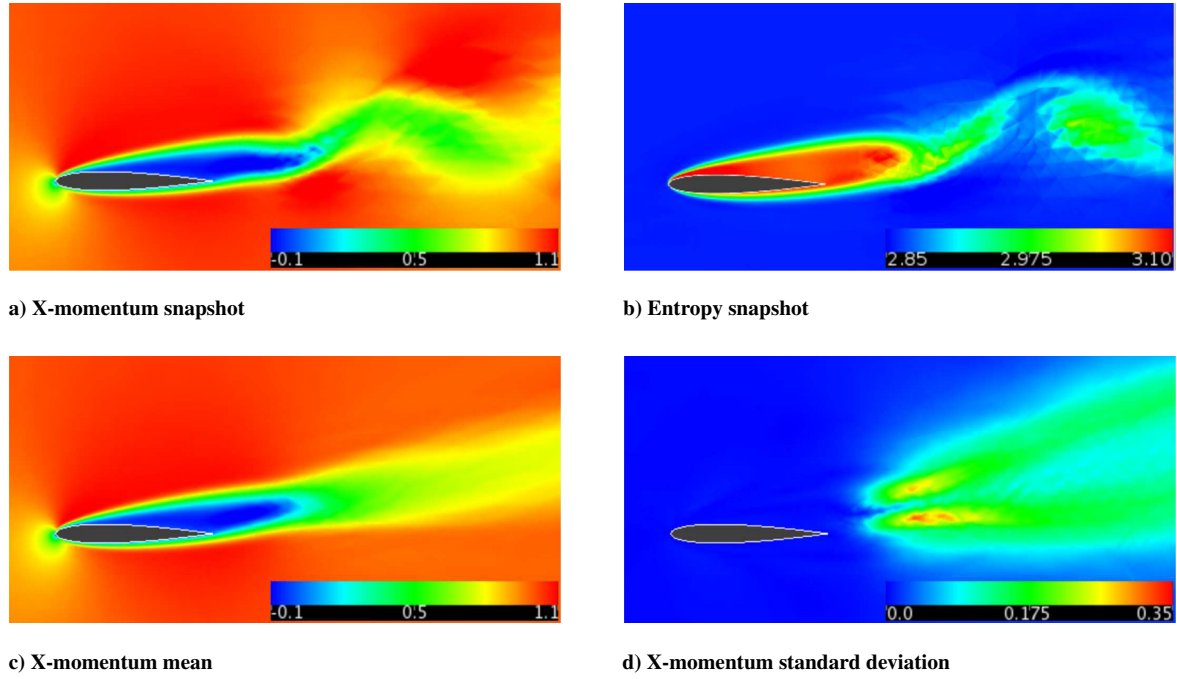 -0.1 0.5 1.1
2.85 2.975 3.10
a) X-momentum snapshot
b) Entropy snapshot
-0.1 0.5 1.1
0.0 0.175 0.35
c) X-momentum mean
d) X-momentum standard deviation